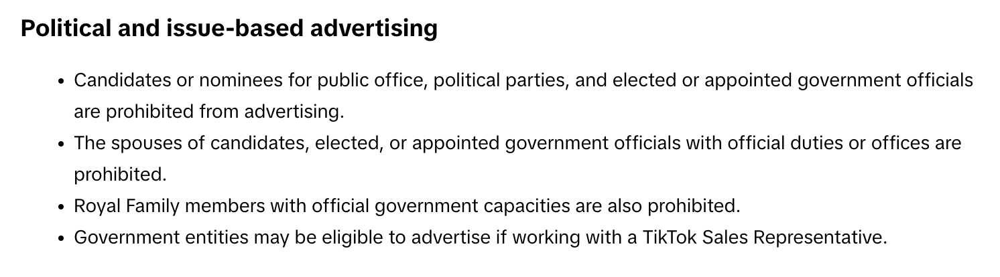 Political and issue-based advertising
• Candidates or nominees for public office, political parties, and elected or appointed government officials
are prohibited from advertising.
• The spouses of candidates, elected, or appointed government officials with official duties or offices are
prohibited.
• Royal Family members with official government capacities are also prohibited.
• Government entities may be eligible to advertise if working with a TikTok Sales Representative.